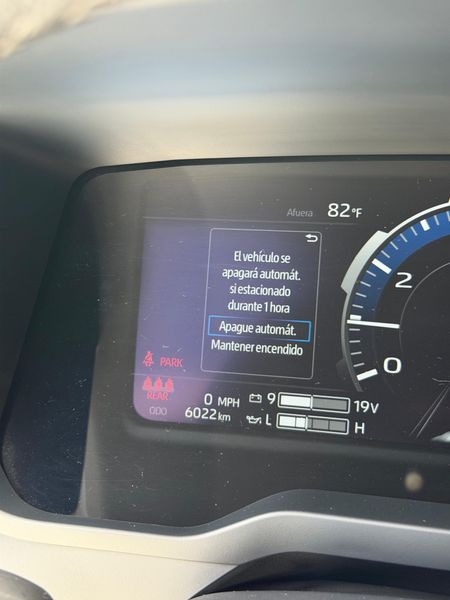 Afuera 82°F
El vehículo se
apagará automát.
si estacionado
durante 1 hora
Apague automát.
Mantener encendido
2
0
PARK
REAR
0 MPH
ODO 6022 km
9 19V
L H